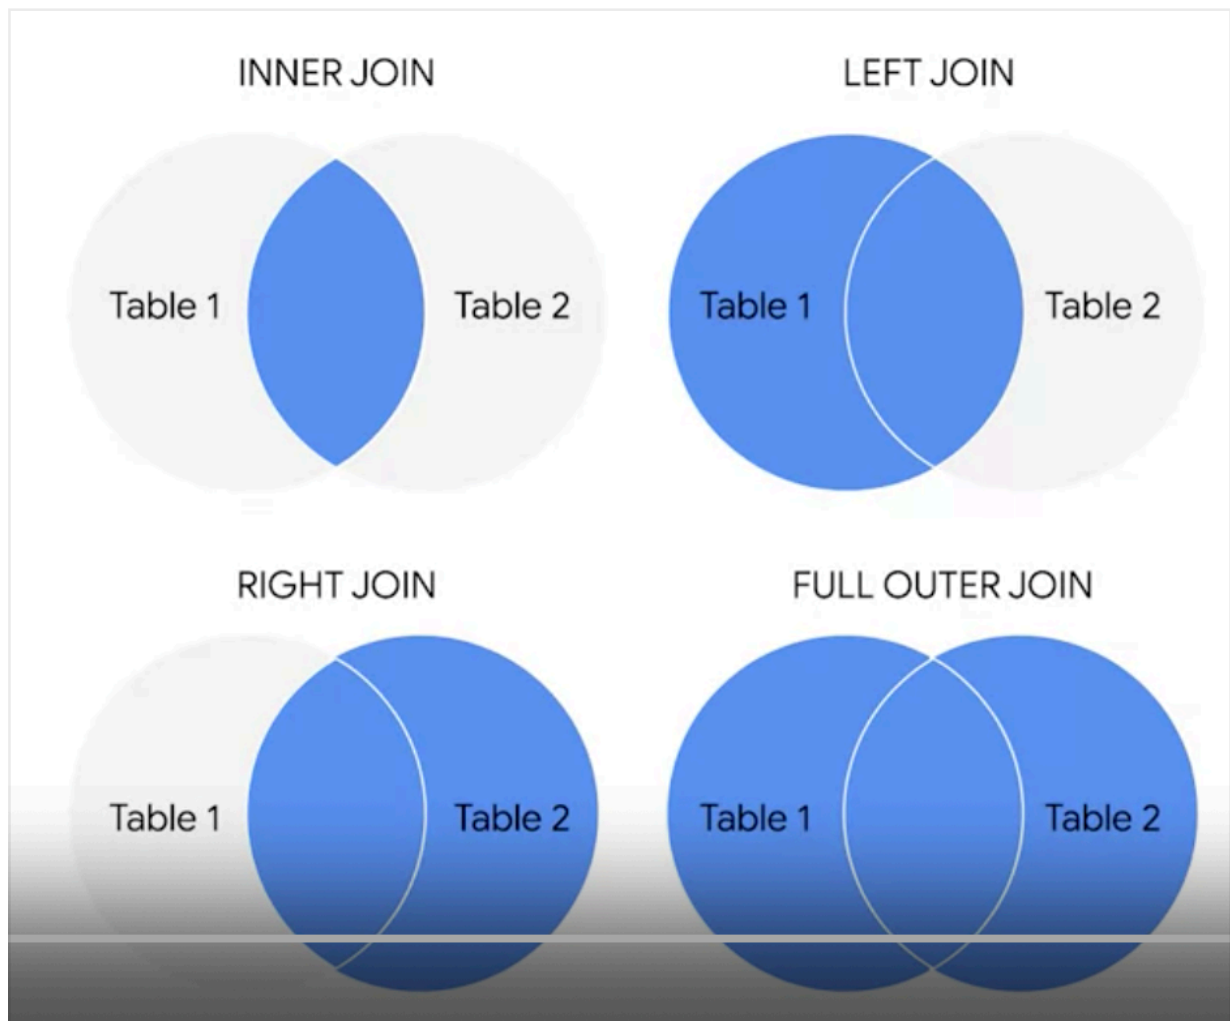 INNER JOIN
LEFT JOIN
Table 1
Table 2
Table 1
Table 2
RIGHT JOIN
FULL OUTER JOIN
Table 1
Table 2
Table 1
Table 2